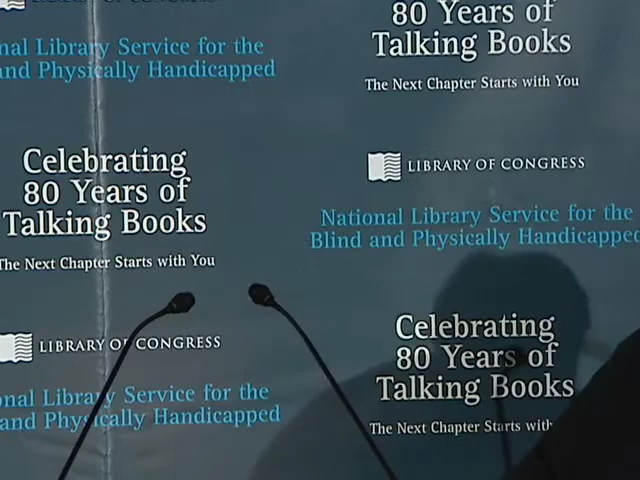 80 Years of
Talking Books
The Next Chapter Starts with You
Library Service for the
and Physically Handicapped
Celebrating
80 Years of
Talking Books
The Next Chapter Starts with You
LIBRARY OF CONGRESS
National Library Service for the
Blind and Physically Handicapped
LIBRARY OF CONGRESS
Library Service for the
and Physically Handicapped
Celebrating
80 Years of
Talking Books
The Next Chapter Starts with